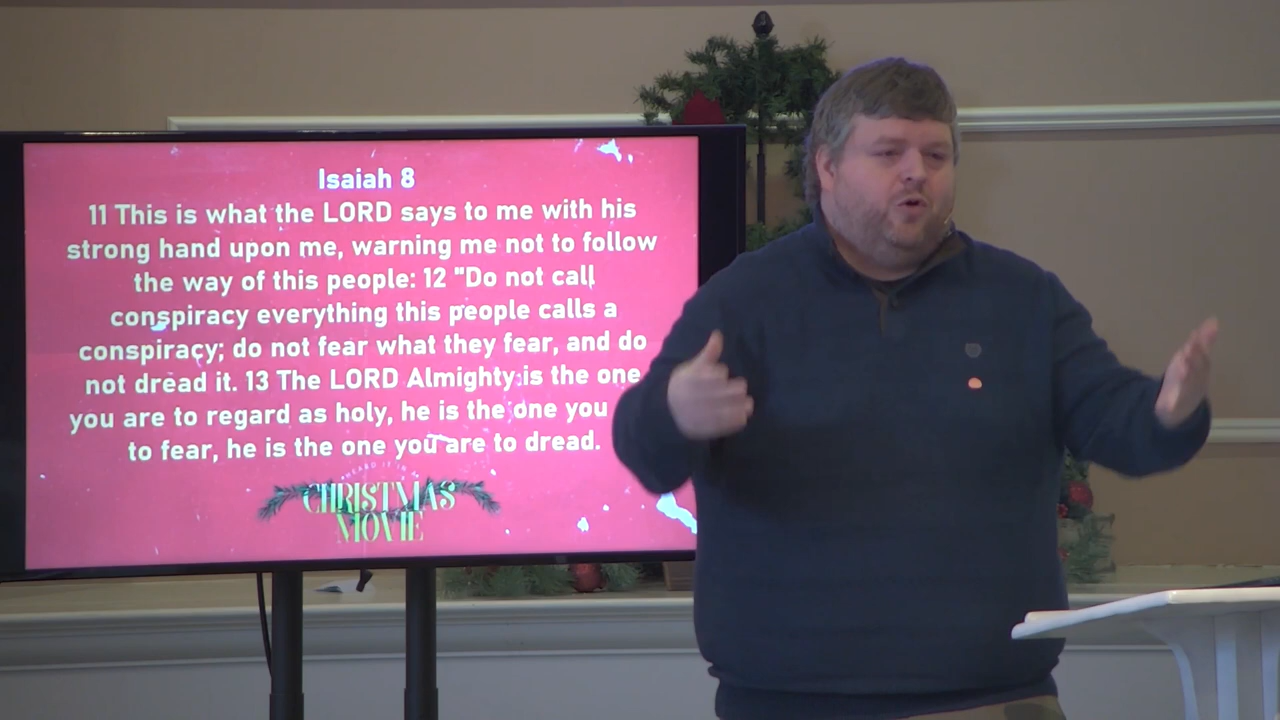 Isaiah 8
11 This is what the LORD says to me with his
strong hand upon me, warning me not to follow
the way of this people: 12 "Do not call
conspiracy everything this people calls a
conspiracy; do not fear what they fear, and do
not dread it. 13 The LORD Almighty is the one
you are to regard as holy, he is the one you
to fear, he is the one you are to dread.
HEARD IT IN A
CHRISTMAS
MOVIE